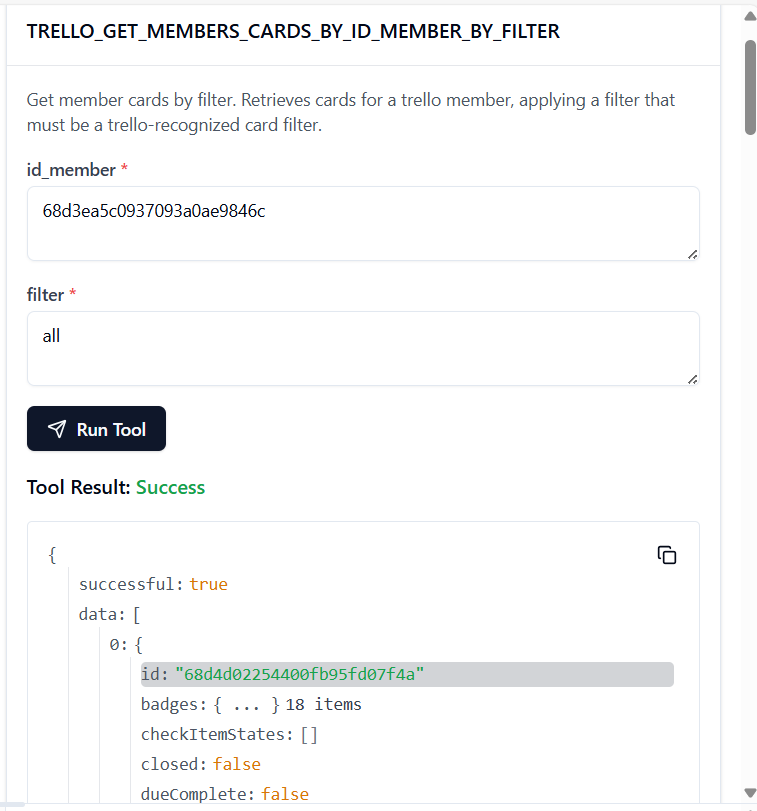 TRELLO_GET_MEMBERS_CARDS_BY_ID_MEMBER_BY_FILTER
Get member cards by filter. Retrieves cards for a trello member, applying a filter that
must be a trello-recognized card filter.
id_member *
68d3ea5c0937093a0ae9846c
filter *
all
Run Tool
Tool Result: Success
{
successful: true
data: [
0: {
id: "68d4d02254400fb95fd07f4a"
badges: { ... } 18 items
checkItemStates: []
closed: false
dueComplete: false